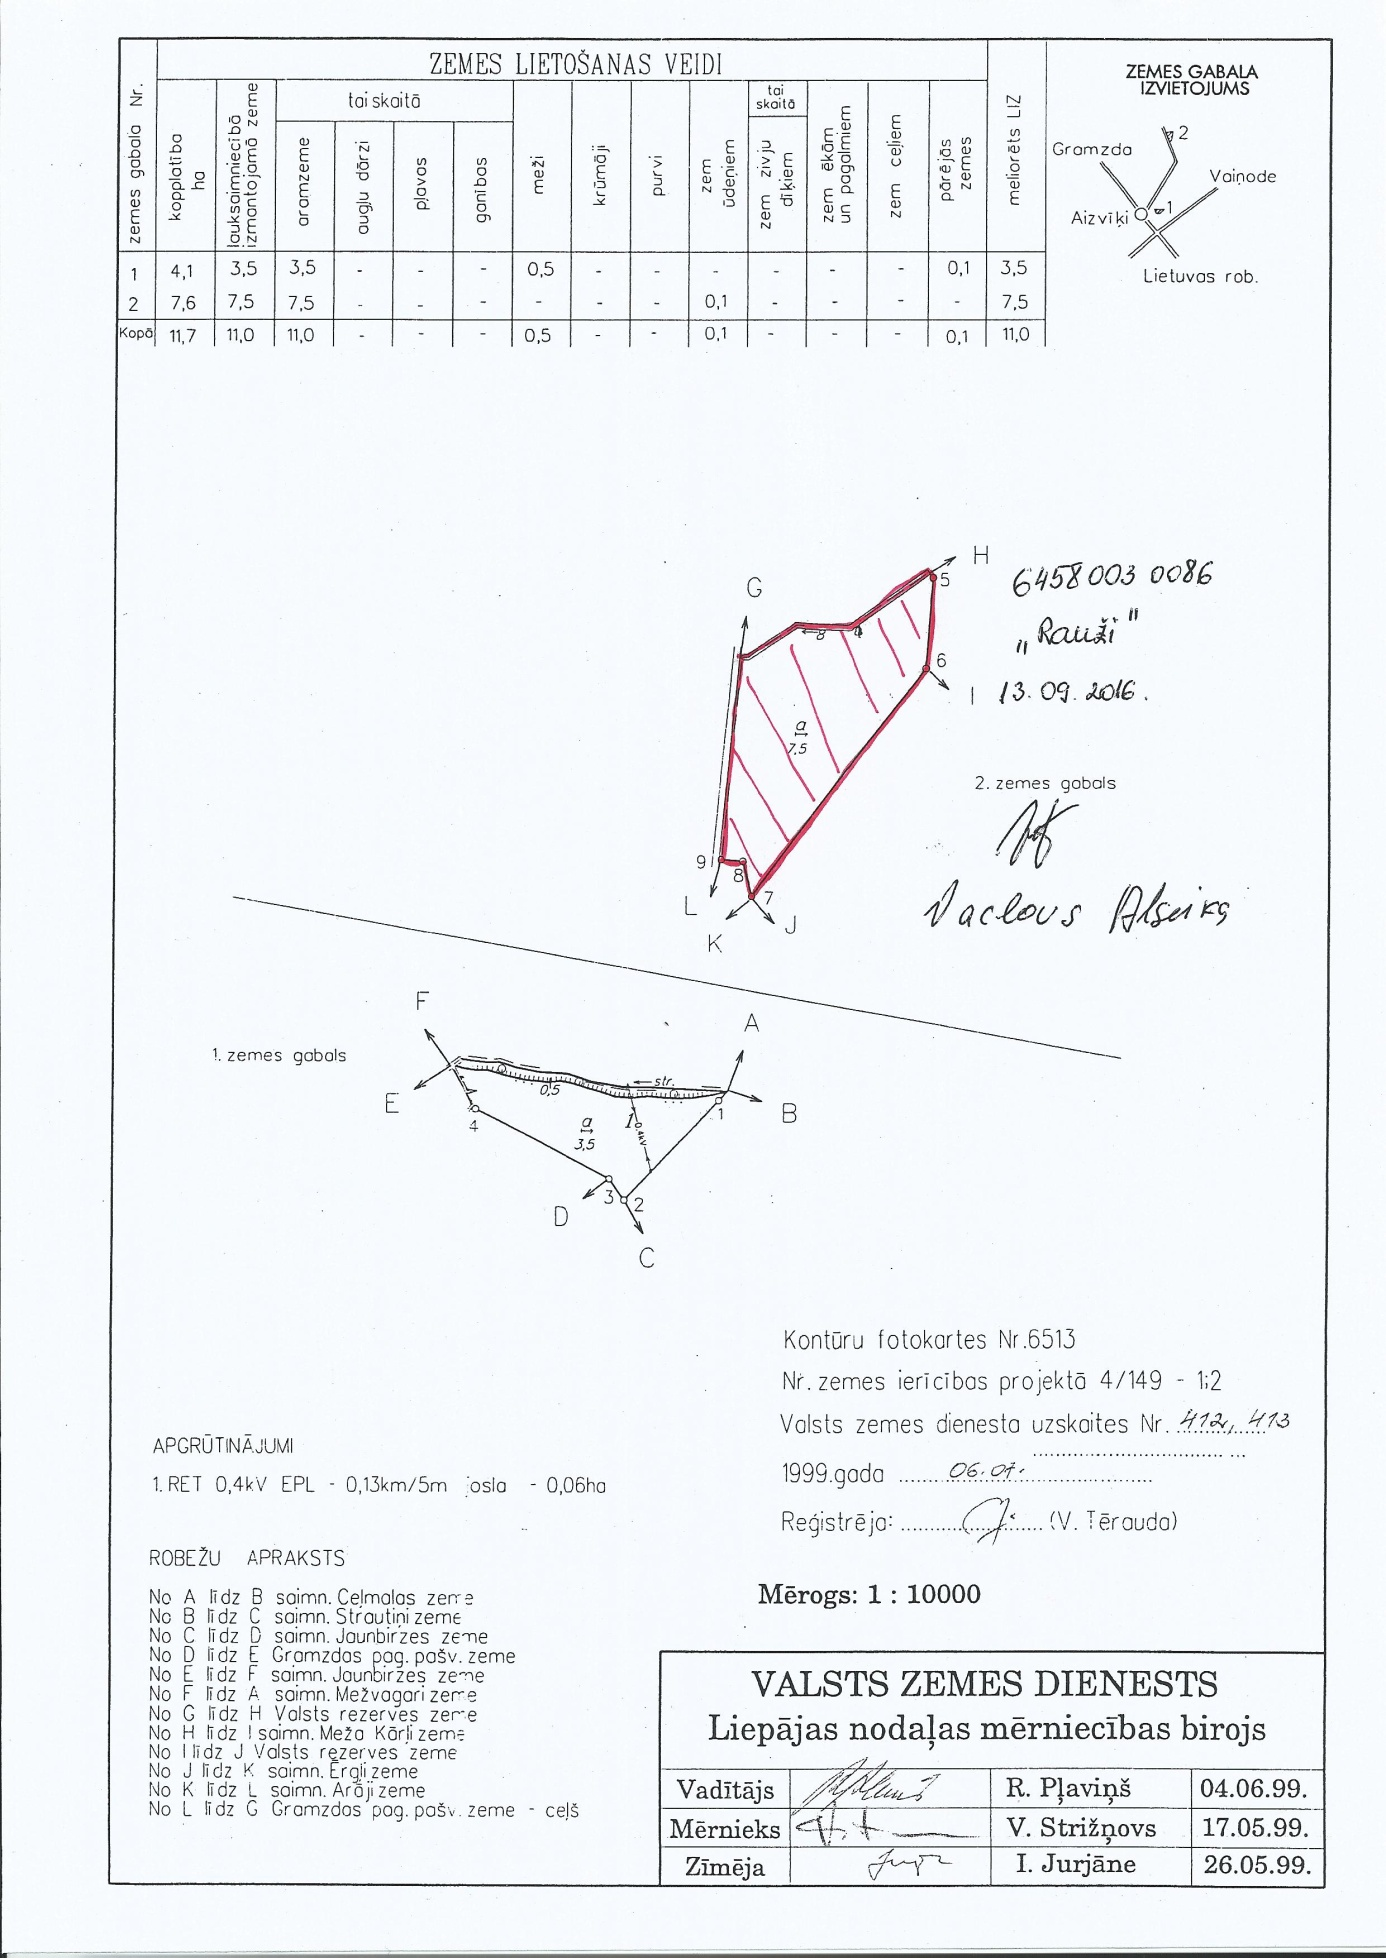 ZEMES LIETOŠANAS VEIDI
zemes gabala Nr.
kopplatība ha
lauksaimniecībā izmantojamā zeme
tai skaitā
aramzeme
augļu dārzi
pļavas
ganības
meži
krūmāji
purvi
zem ūdeņiem
tai skaitā
zem zivju dīķiem
zem ēkām un pagalmiem
zem ceļiem
pārējās zemes
meliorēts LIZ
1 4,1 3,5 3,5 - - - 0,5 - - - - - - 0,1 3,5
2 7,6 7,5 7,5 - - - - - - 0,1 - - - - 7,5
Kopā 11,7 11,0 11,0 - - - 0,5 - - 0,1 - - - 0,1 11,0
ZEMES GABALA
IZVIETOJUMS
2
Gramzda
Vaiņode
Aizvīķi 1
Lietuvas rob.
H
G
5
8
4
6
I
a
7,5
9
8
7
L
J
K
6458 003 0086
„Rauži"
13.09.2016.
2. zemes gabals
Vaclovs Alseiks
F
A
1. zemes gabals
E
B
str.
0,5
1
4
a
3,5
1
0,4kV
3
2
D
C
Kontūru fotokartes Nr.6513
Nr. zemes ierīcības projektā 4/149 - 1;2
Valsts zemes dienesta uzskaites Nr. 412, 413
1999.gada 06.07.
Reģistrēja: (V. Tērauda)
Mērogs: 1 : 10000
APGRŪTINĀJUMI
1. RET 0,4kV EPL - 0,13km/5m josla - 0,06ha
ROBEŽU APRAKSTS
No A līdz B saimn. Celmalas zeme
No B līdz C saimn. Strautiņi zeme
No C līdz D saimn. Jaunbirzes zeme
No D līdz E Gramzdas pag. pašv. zeme
No E līdz F saimn. Jaunbirzes zeme
No F līdz A saimn. Mežvagari zeme
No G līdz H Valsts rezerves zeme
No H līdz I saimn. Meža Kārļi zeme
No I līdz J Valsts rezerves zeme
No J līdz K saimn. Ērgļi zeme
No K līdz L saimn. Arāji zeme
No L līdz G Gramzdas pag. pašv. zeme - ceļš
VALSTS ZEMES DIENESTS
Liepājas nodaļas mērniecības birojs
Vadītājs R. Pļaviņš 04.06.99.
Mērnieks V. Strižņovs 17.05.99.
Zīmēja I. Jurjāne 26.05.99.